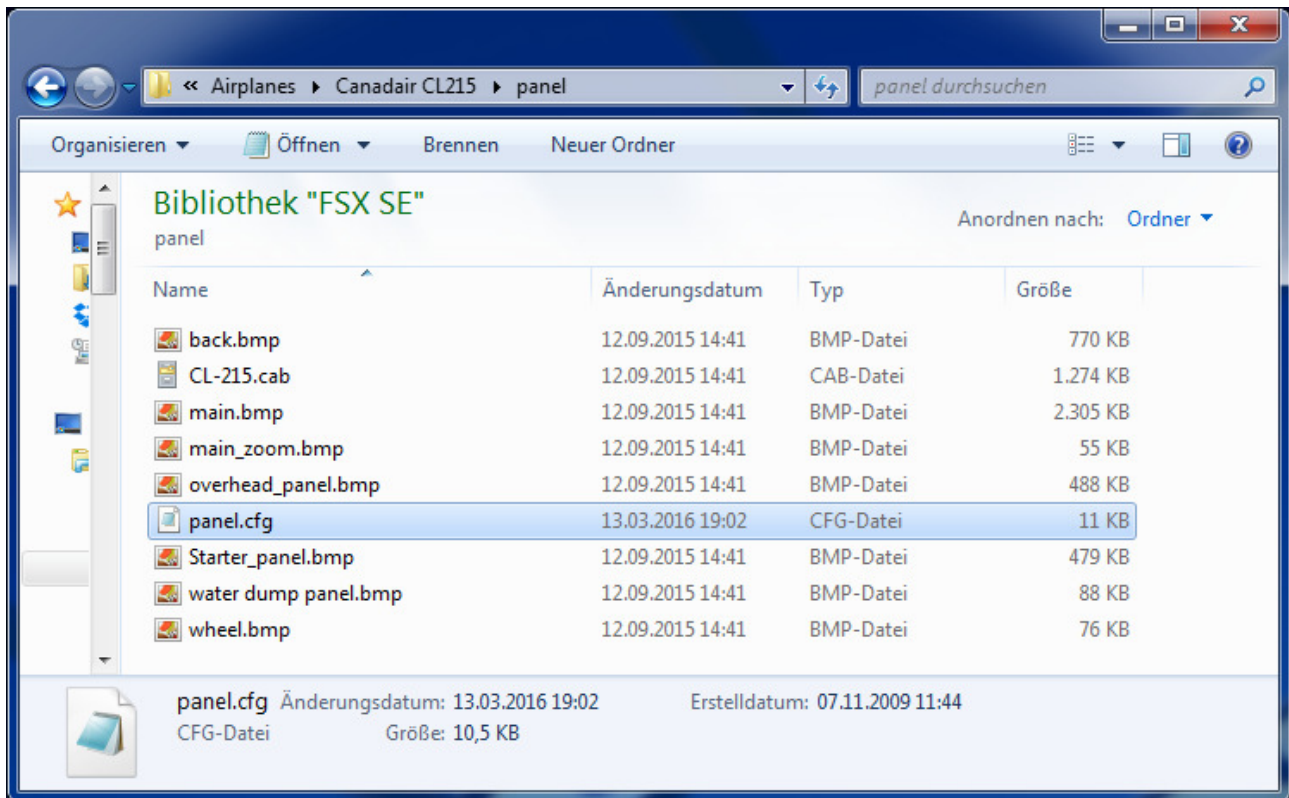 « Airplanes ▸ Canadair CL215 ▸ panel panel durchsuchen
Organisieren Öffnen Brennen Neuer Ordner
Bibliothek "FSX SE"
panel Anordnen nach: Ordner
Name Änderungsdatum Typ Größe
back.bmp 12.09.2015 14:41 BMP-Datei 770 KB
CL-215.cab 12.09.2015 14:41 CAB-Datei 1.274 KB
main.bmp 12.09.2015 14:41 BMP-Datei 2.305 KB
main_zoom.bmp 12.09.2015 14:41 BMP-Datei 55 KB
overhead_panel.bmp 12.09.2015 14:41 BMP-Datei 488 KB
panel.cfg 13.03.2016 19:02 CFG-Datei 11 KB
Starter_panel.bmp 12.09.2015 14:41 BMP-Datei 479 KB
water dump panel.bmp 12.09.2015 14:41 BMP-Datei 88 KB
wheel.bmp 12.09.2015 14:41 BMP-Datei 76 KB
panel.cfg Änderungsdatum: 13.03.2016 19:02 Erstelldatum: 07.11.2009 11:44
CFG-Datei Größe: 10,5 KB